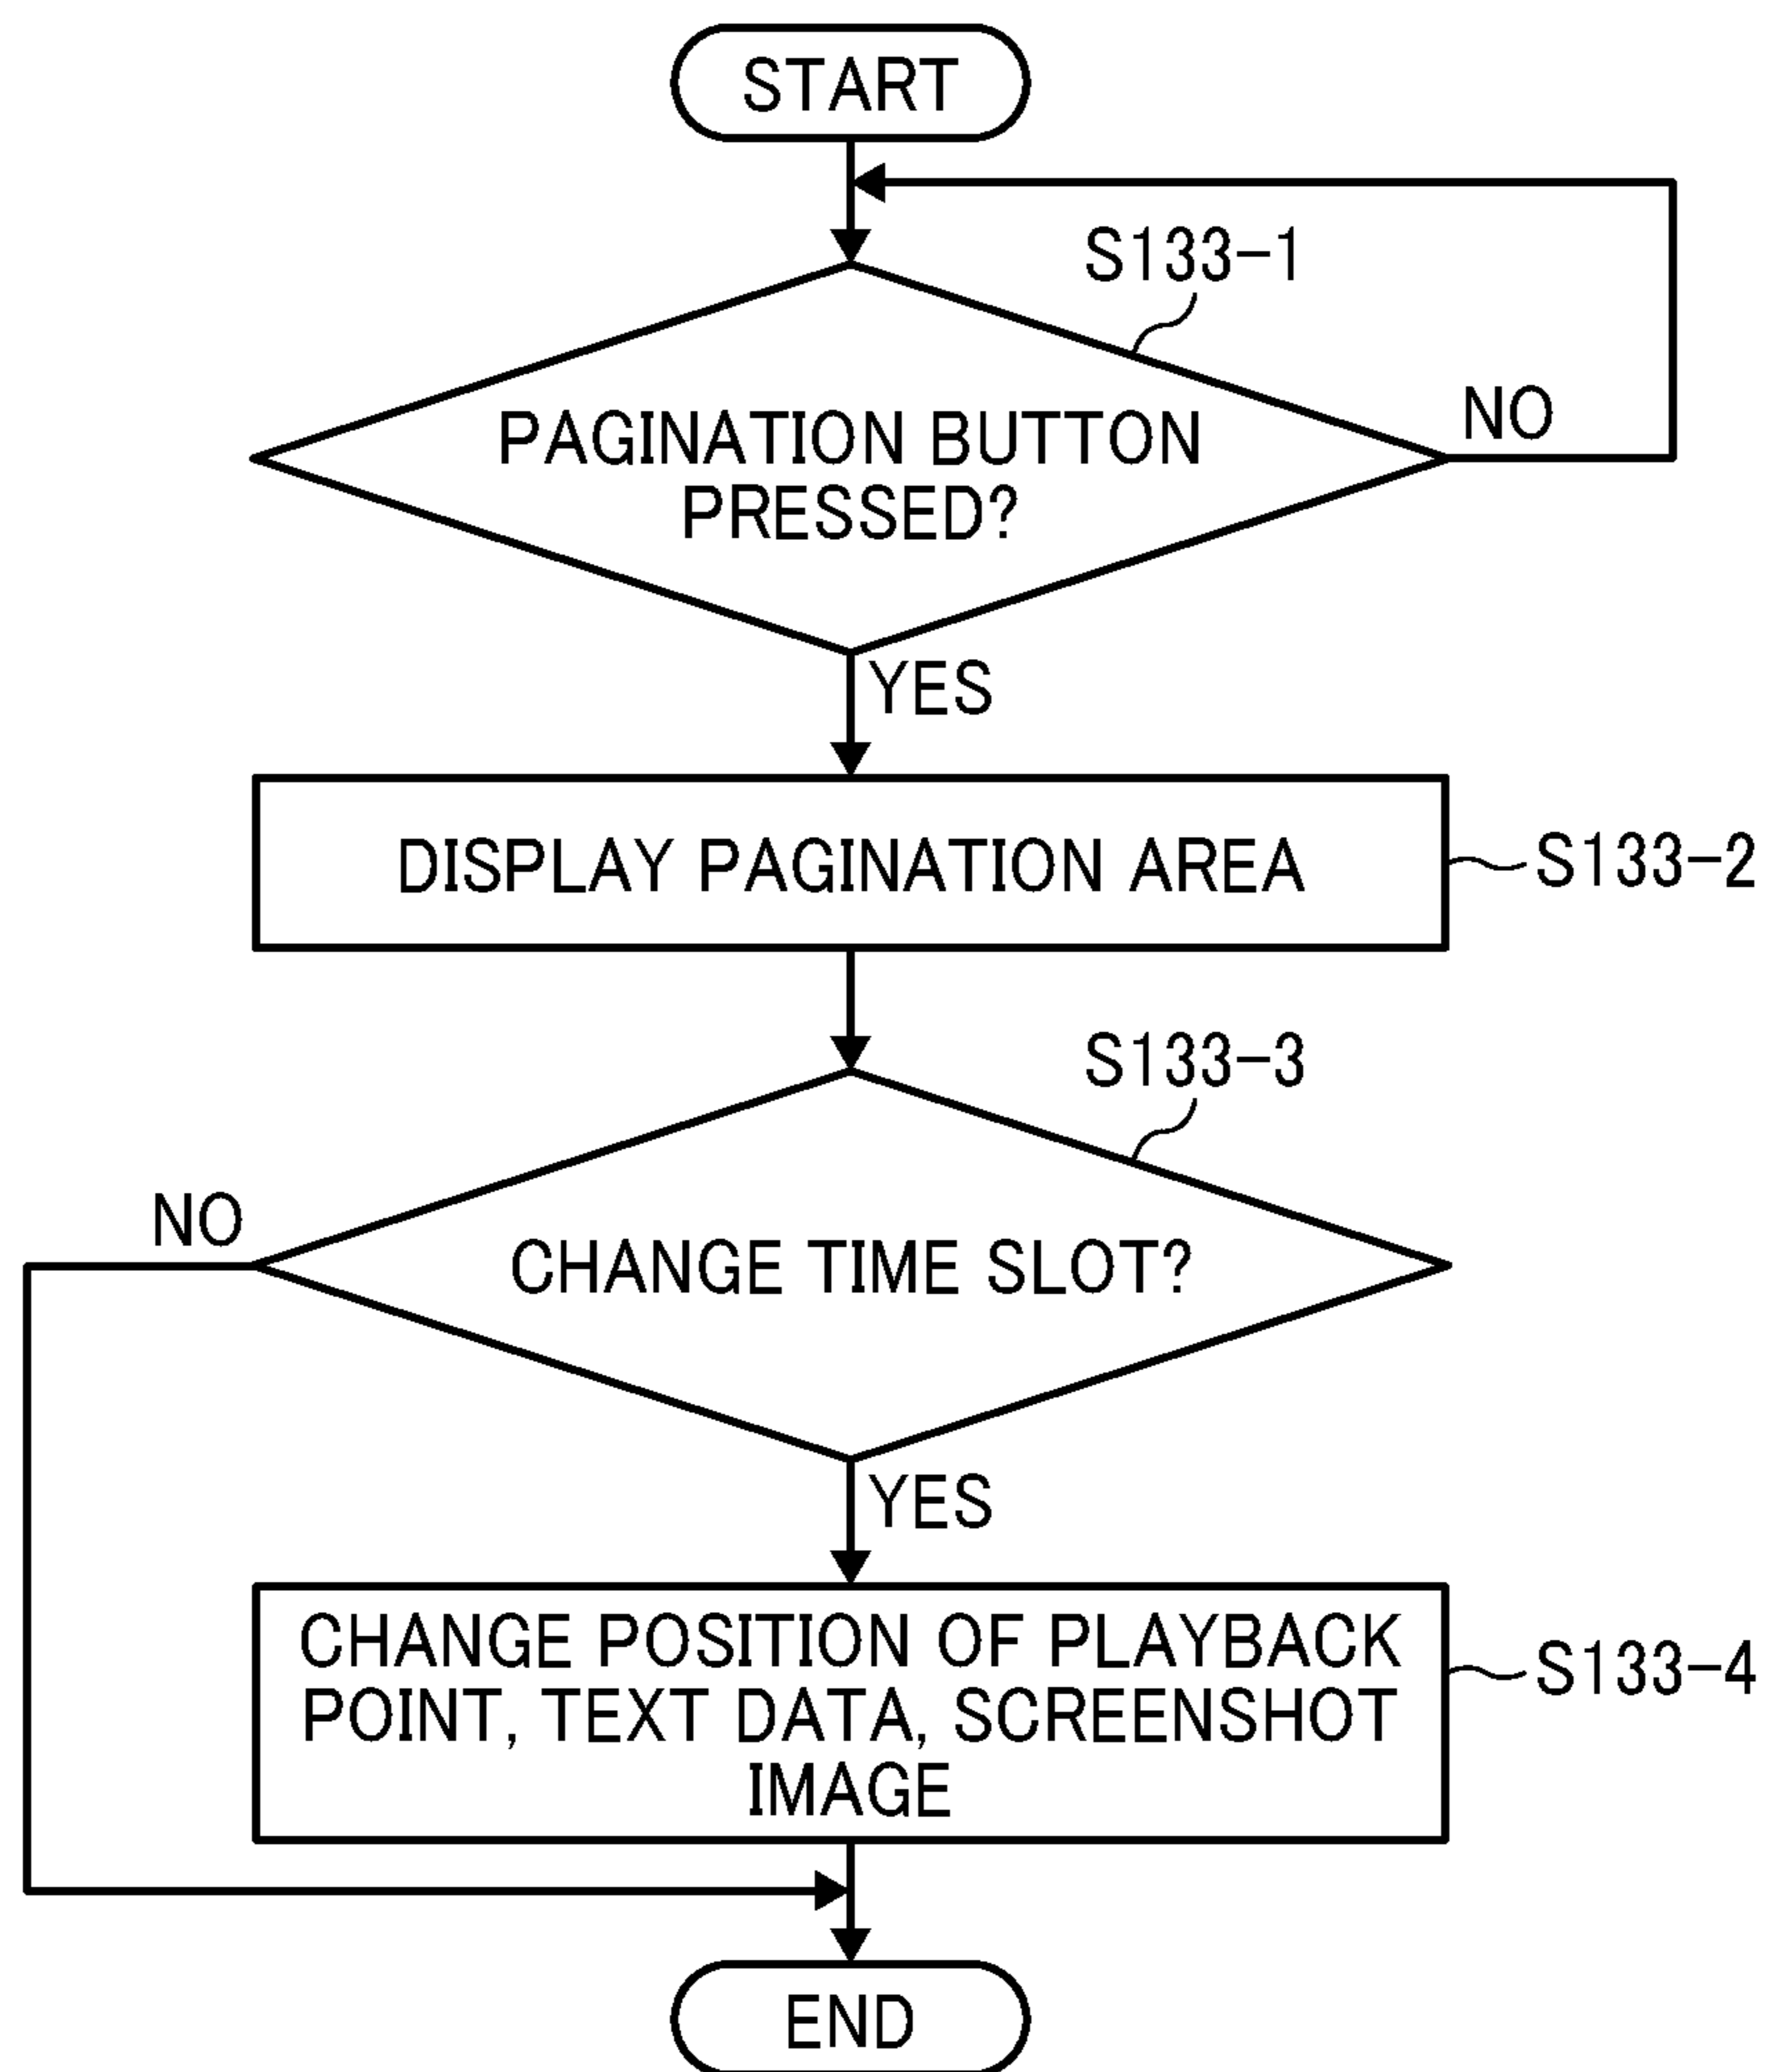 START
S133-1
PAGINATION BUTTON
PRESSED?
NO
YES
DISPLAY PAGINATION AREA
S133-2
S133-3
NO
CHANGE TIME SLOT?
YES
CHANGE POSITION OF PLAYBACK
POINT, TEXT DATA, SCREENSHOT
IMAGE
S133-4
END